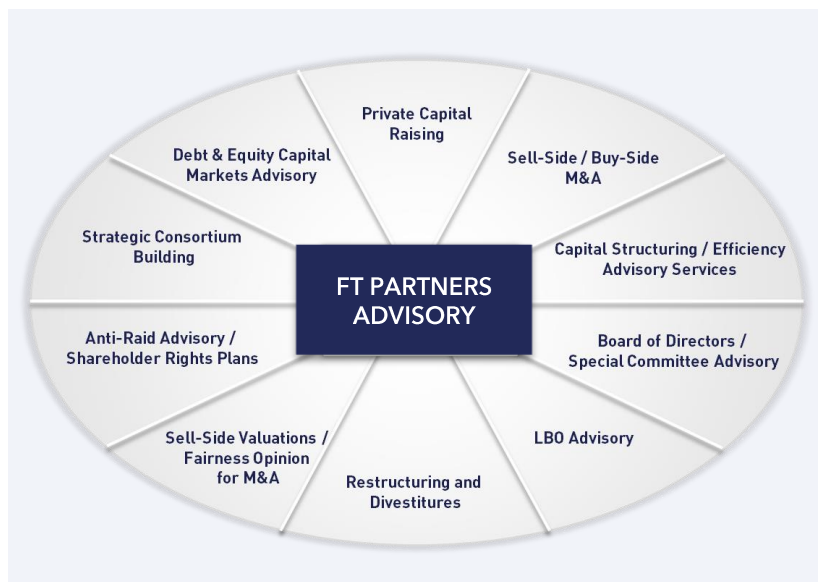 Private Capital
Raising
Sell-Side / Buy-Side
M&A
Capital Structuring / Efficiency
Advisory Services
Board of Directors /
Special Committee Advisory
LBO Advisory
Restructuring and
Divestitures
Sell-Side Valuations /
Fairness Opinion
for M&A
Anti-Raid Advisory /
Shareholder Rights Plans
Strategic Consortium
Building
Debt & Equity Capital
Markets Advisory
FT PARTNERS
ADVISORY